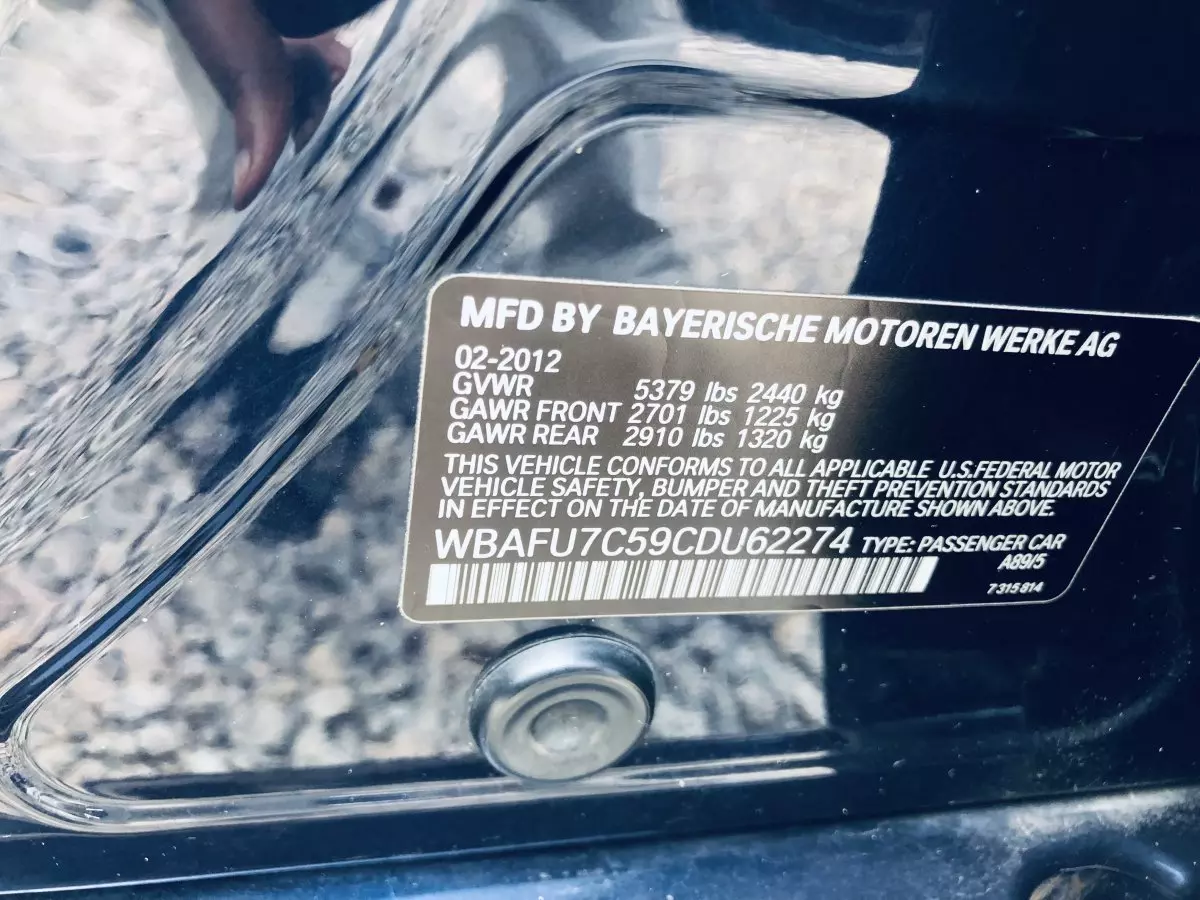 MFD BY BAYERISCHE MOTOREN WERKE AG
02-2012
GVWR 5379 lbs 2440 kg
GAWR FRONT 2701 lbs 1225 kg
GAWR REAR 2910 lbs 1320 kg
THIS VEHICLE CONFORMS TO ALL APPLICABLE U.S.FEDERAL MOTOR
VEHICLE SAFETY, BUMPER AND THEFT PREVENTION STANDARDS
IN EFFECT ON THE DATE OF MANUFACTURE SHOWN ABOVE.
WBAFU7C59CDU62274 TYPE: PASSENGER CAR
A89/5
7 315 814